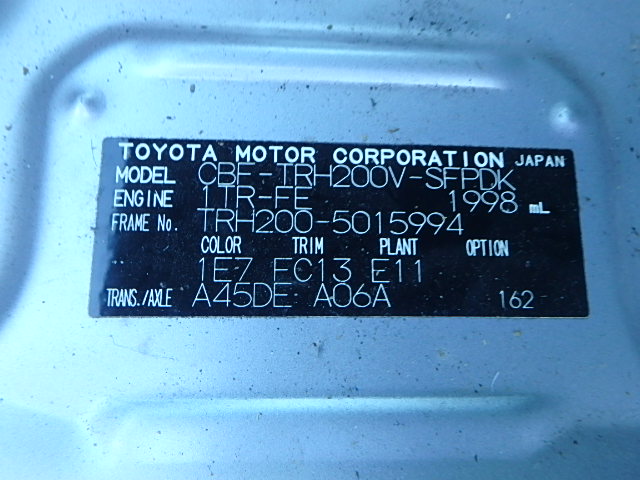 TOYOTA MOTOR CORPORATION JAPAN
MODEL CBF-TRH200V-SFPDK
ENGINE 1TR-FE 1998 mL
FRAME No. TRH200-5015994
COLOR TRIM PLANT OPTION
1E7 FC13 E11
TRANS./AXLE A45DE A06A 162